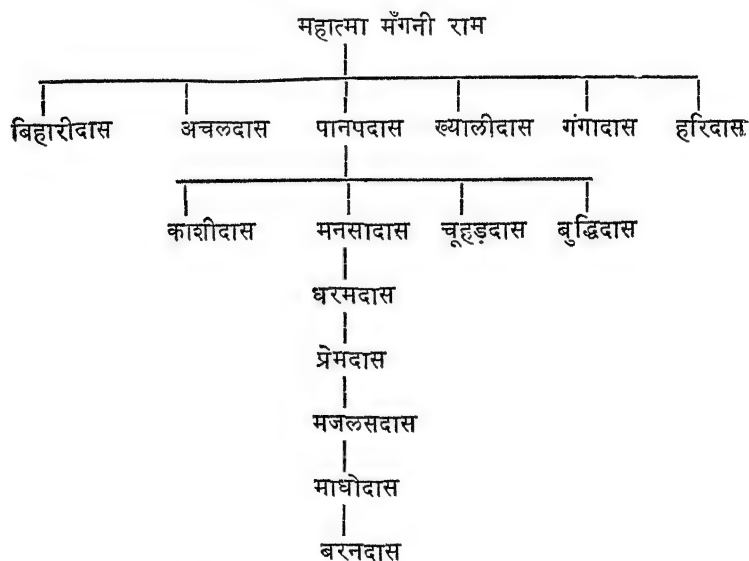 महात्मा मँगनी राम
बिहारीदास अचलदास पानपदास ख्यालीदास गंगादास हरिदास
काशीदास मनसादास चूहड़दास बुद्धिदास
धरमदास
प्रेमदास
मजलसदास
माधोदास
बरनदास